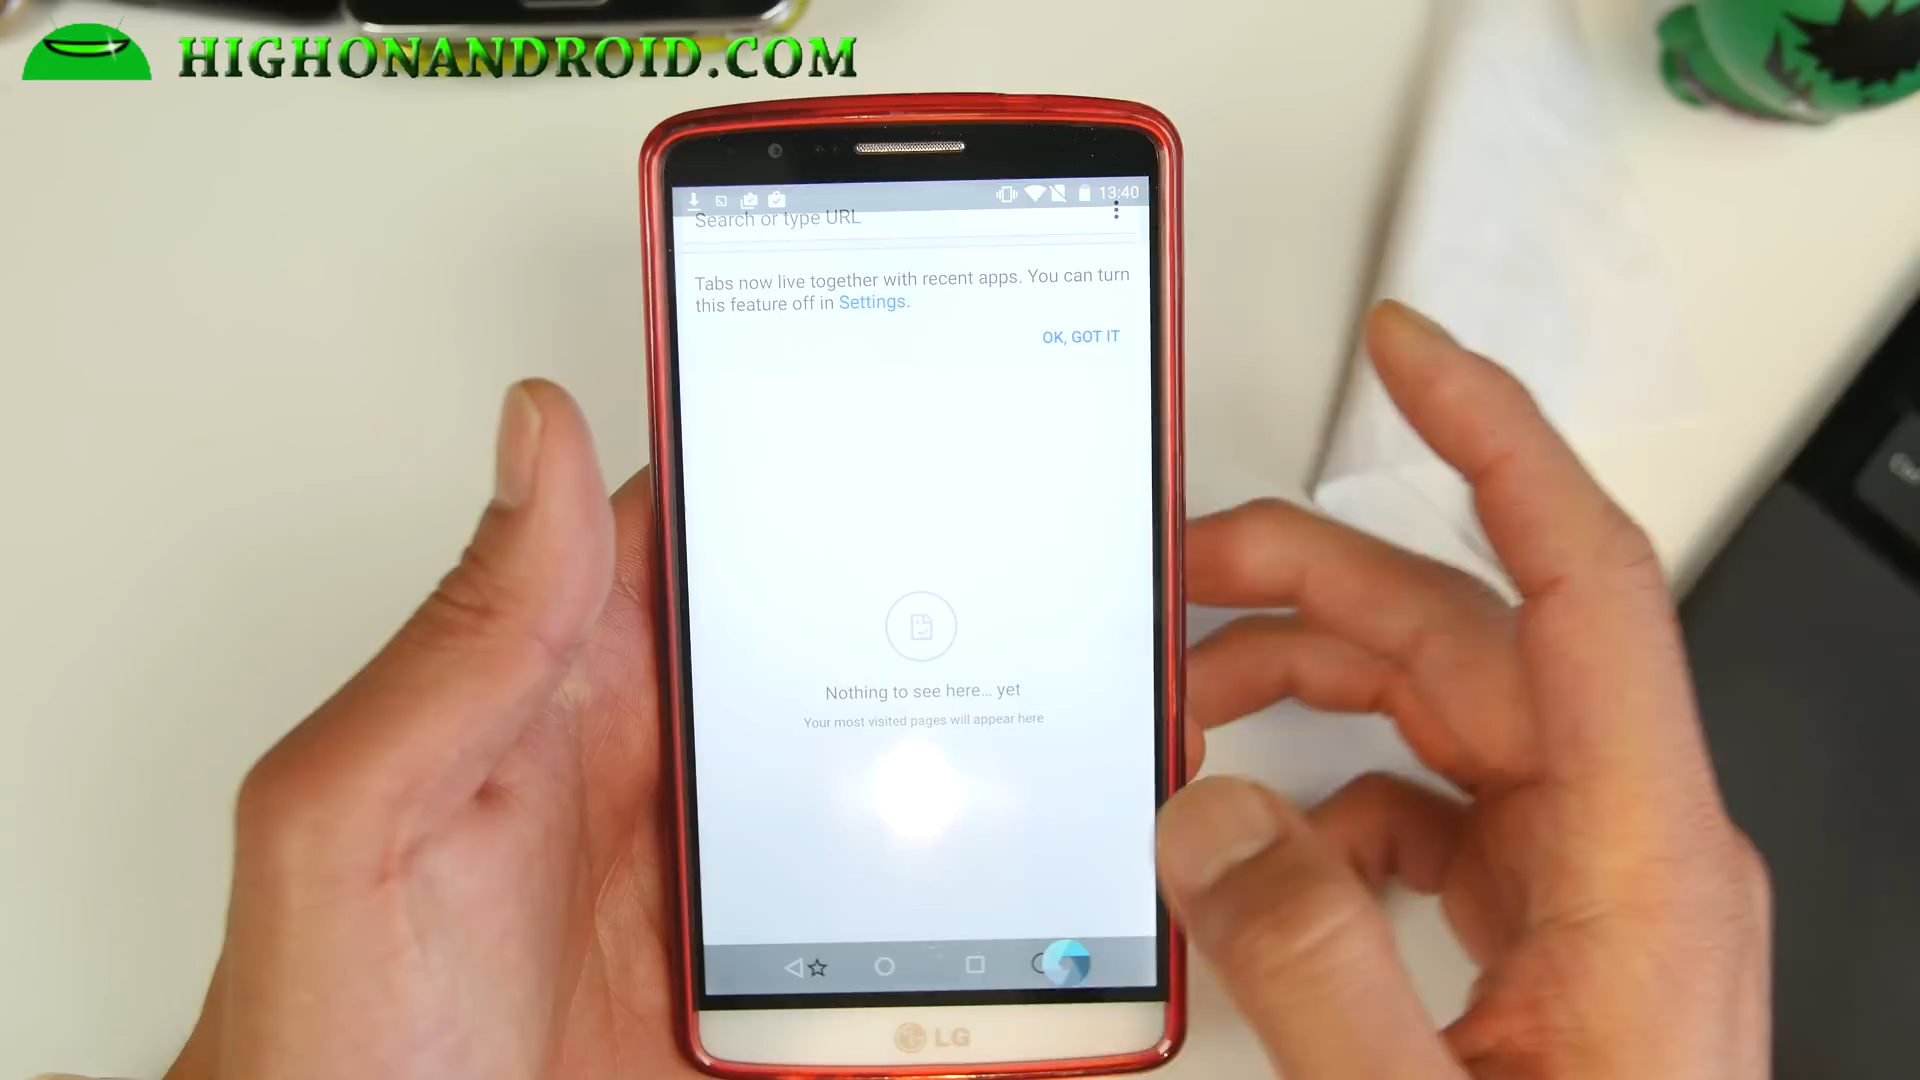 HIGHONANDROID.COM
13:40
Search or type URL
Tabs now live together with recent apps. You can turn
this feature off in Settings.
OK, GOT IT
Nothing to see here... yet
Your most visited pages will appear here
LG